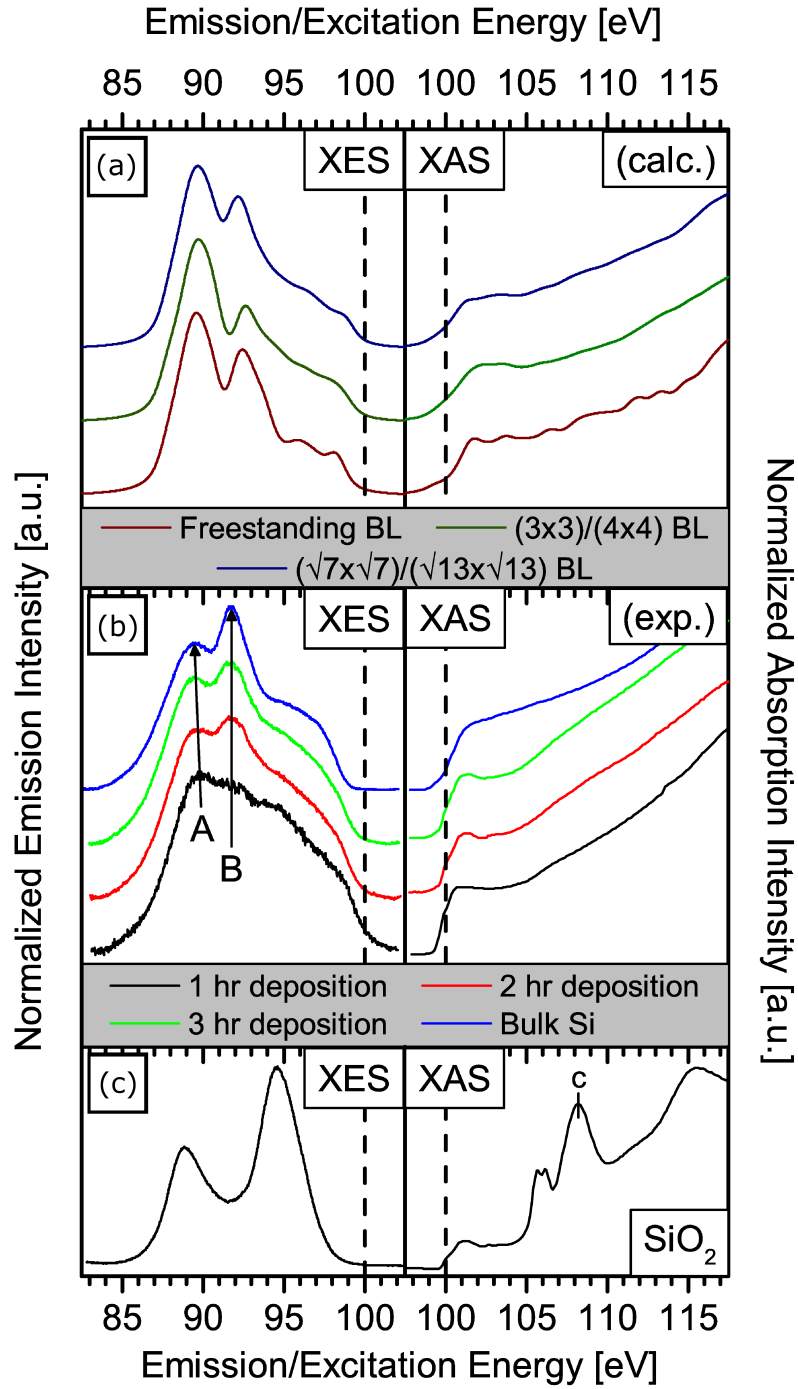 Emission/Excitation Energy [eV]
85 90 95 100 100 105 110 115
(a) XES XAS (calc.)
Freestanding BL (3x3)/(4x4) BL
(√7x√7)/(√13x√13) BL
(b) XES XAS (exp.)
A
B
1 hr deposition 2 hr deposition
3 hr deposition Bulk Si
(c) XES XAS
c
SiO₂
85 90 95 100 100 105 110 115
Emission/Excitation Energy [eV]
Normalized Emission Intensity [a.u.]
Normalized Absorption Intensity [a.u.]